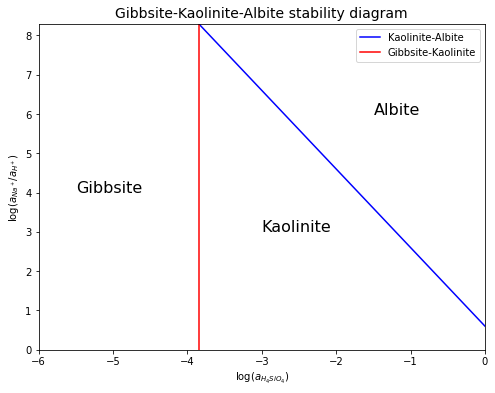 Gibbsite-Kaolinite-Albite stability diagram
8
7
6
5
4
3
2
1
0
log(a_{Na^+}/a_{H^+})
Kaolinite-Albite
Gibbsite-Kaolinite
Albite
Gibbsite
Kaolinite
−6 −5 −4 −3 −2 −1 0
log(a_{H_4SiO_4})